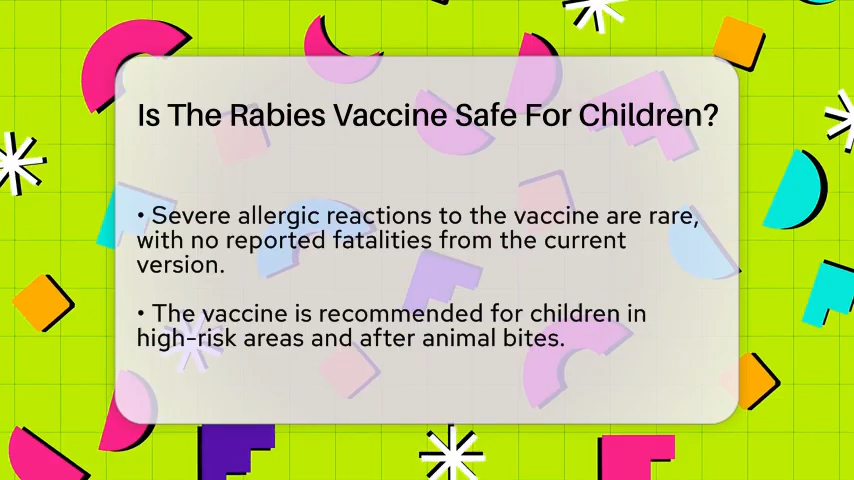 Is The Rabies Vaccine Safe For Children?
• Severe allergic reactions to the vaccine are rare,
with no reported fatalities from the current
version.
• The vaccine is recommended for children in
high-risk areas and after animal bites.